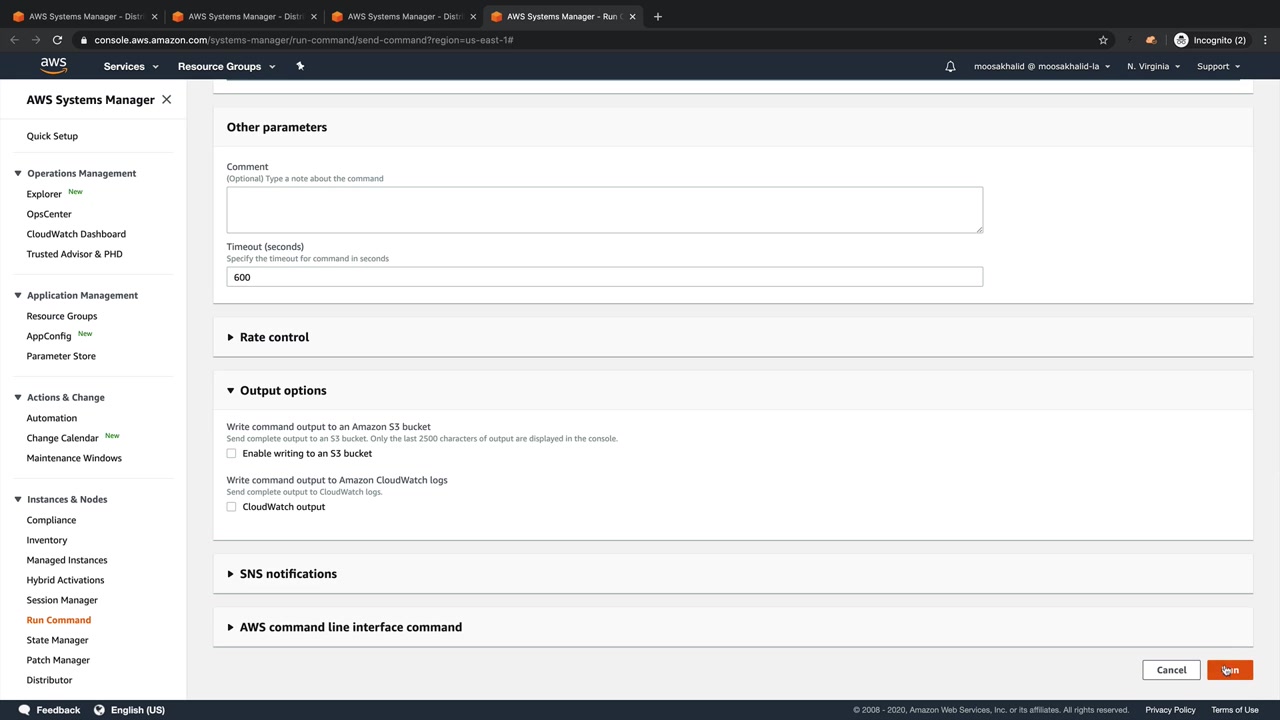 AWS Systems Manager - Distri
AWS Systems Manager - Distri
AWS Systems Manager - Distri
AWS Systems Manager - Run C
console.aws.amazon.com/systems-manager/run-command/send-command?region=us-east-1#
Incognito (2)
aws
Services
Resource Groups
moosakhalid @ moosakhalid-la
N. Virginia
Support
AWS Systems Manager
Quick Setup
Operations Management
Explorer New
OpsCenter
CloudWatch Dashboard
Trusted Advisor & PHD
Application Management
Resource Groups
AppConfig New
Parameter Store
Actions & Change
Automation
Change Calendar New
Maintenance Windows
Instances & Nodes
Compliance
Inventory
Managed Instances
Hybrid Activations
Session Manager
Run Command
State Manager
Patch Manager
Distributor
Other parameters
Comment
(Optional) Type a note about the command
Timeout (seconds)
Specify the timeout for command in seconds
600
Rate control
Output options
Write command output to an Amazon S3 bucket
Send complete output to an S3 bucket. Only the last 2500 characters of output are displayed in the console.
Enable writing to an S3 bucket
Write command output to Amazon CloudWatch logs
Send complete output to CloudWatch logs.
CloudWatch output
SNS notifications
AWS command line interface command
Cancel
Run
Feedback
English (US)
© 2008 - 2020, Amazon Web Services, Inc. or its affiliates. All rights reserved.
Privacy Policy
Terms of Use